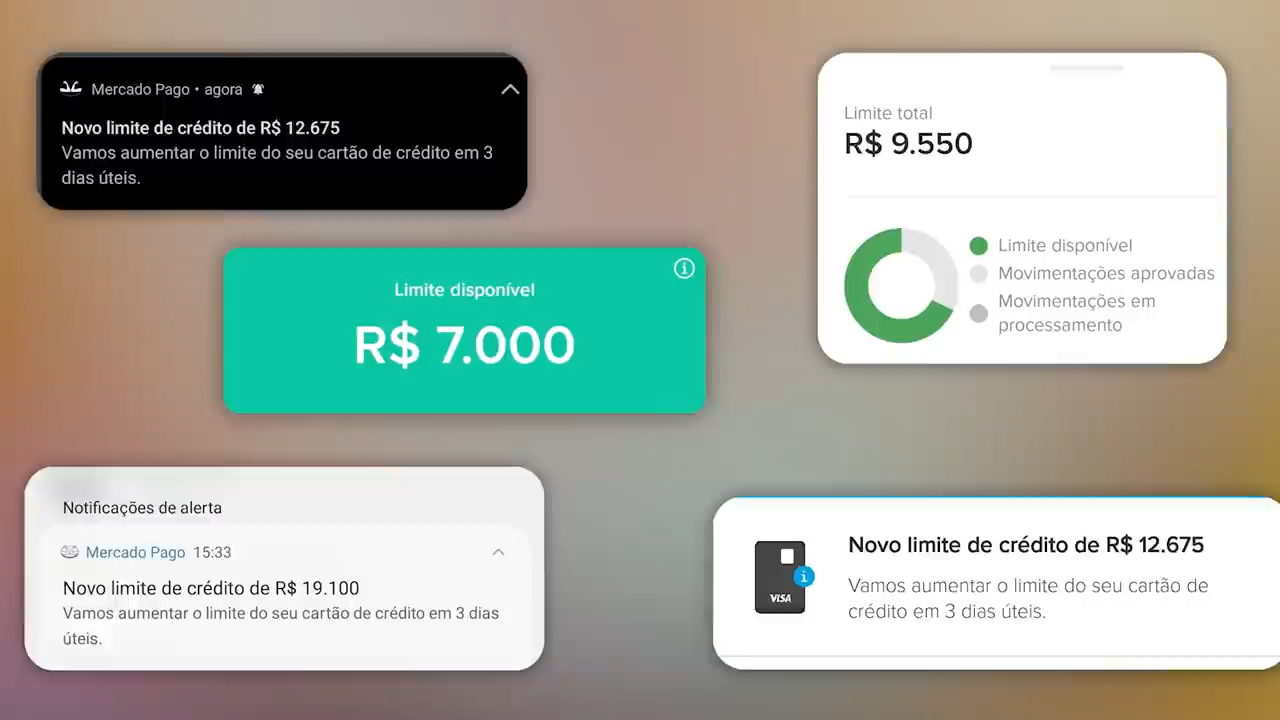 Mercado Pago • agora
Novo limite de crédito de R$ 12.675
Vamos aumentar o limite do seu cartão de crédito em 3
dias úteis.
Limite total
R$ 9.550
Limite disponível
Movimentações aprovadas
Movimentações em
processamento
Limite disponível
R$ 7.000
Notificações de alerta
Mercado Pago 15:33
Novo limite de crédito de R$ 19.100
Vamos aumentar o limite do seu cartão de crédito em 3 dias
úteis.
Novo limite de crédito de R$ 12.675
Vamos aumentar o limite do seu cartão de
crédito em 3 dias úteis.
VISA